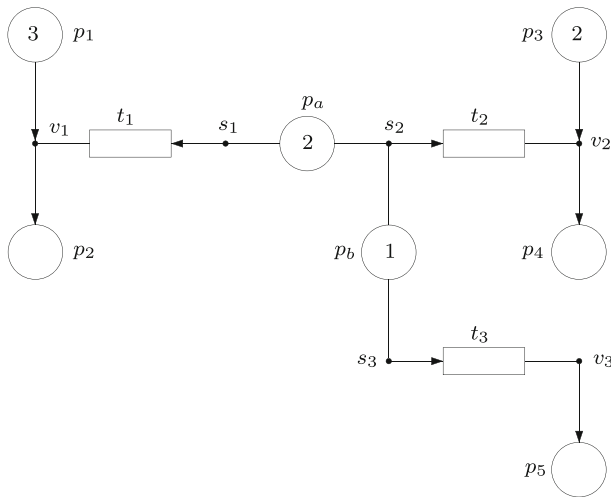 3 p₁
p₃ 2
pₐ
v₁ t₁ s₁ 2 s₂ t₂ v₂
p₂ p_b 1 p₄
t₃
s₃ v₃
p₅